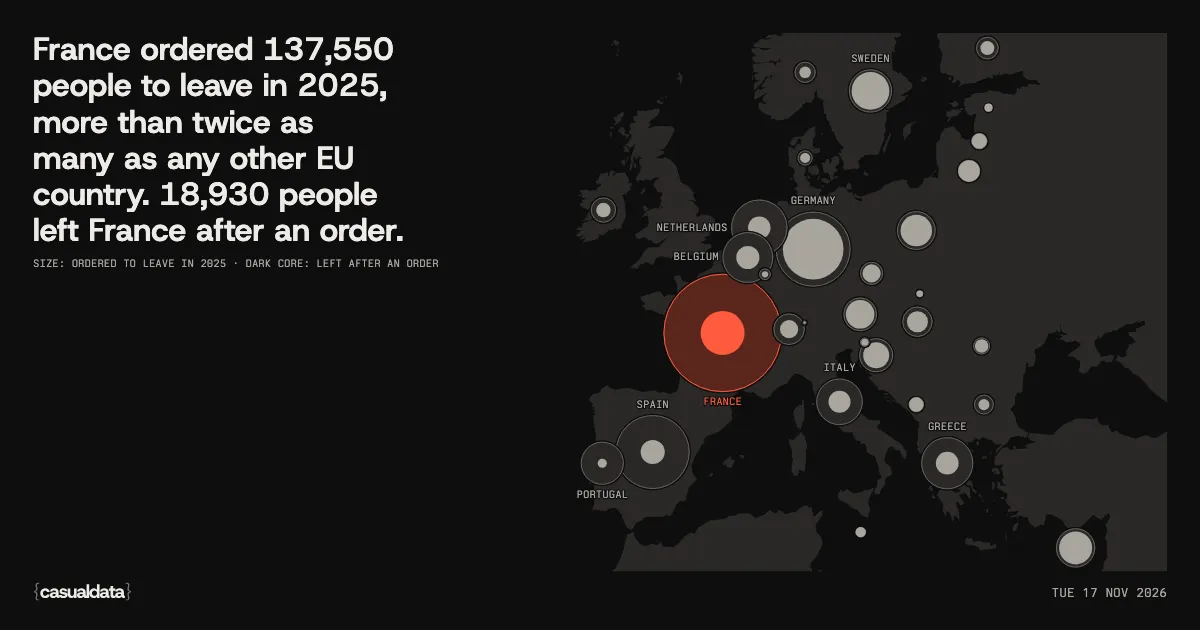 France ordered 137,550
people to leave in 2025,
more than twice as
many as any other EU
country. 18,930 people
left France after an order.
SIZE: ORDERED TO LEAVE IN 2025 · DARK CORE: LEFT AFTER AN ORDER
SWEDEN
GERMANY
NETHERLANDS
BELGIUM
ITALY
FRANCE
SPAIN
GREECE
PORTUGAL
{casualdata}
TUE 17 NOV 2026